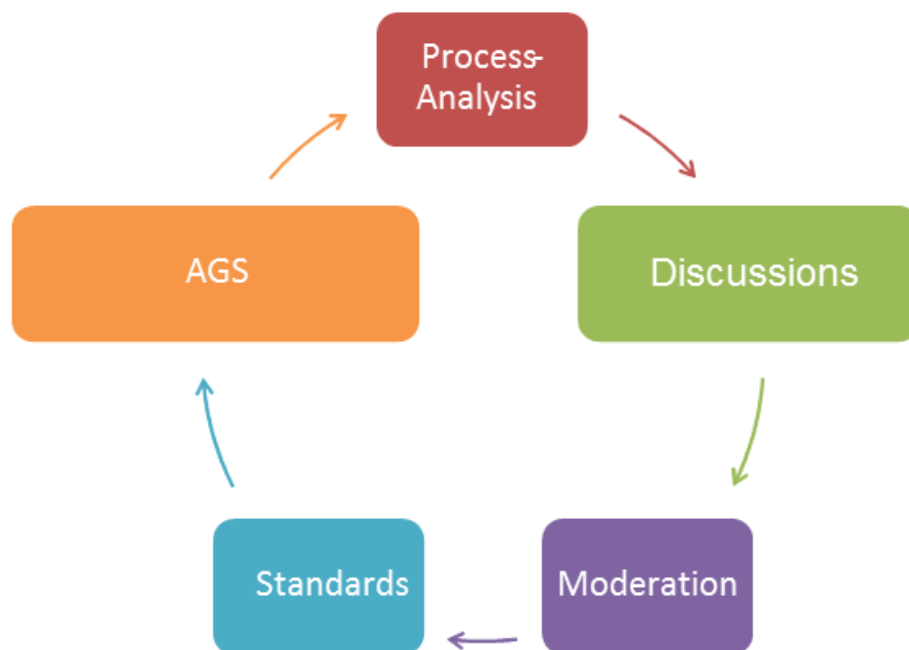 Process-
Analysis
AGS
Discussions
Standards
Moderation